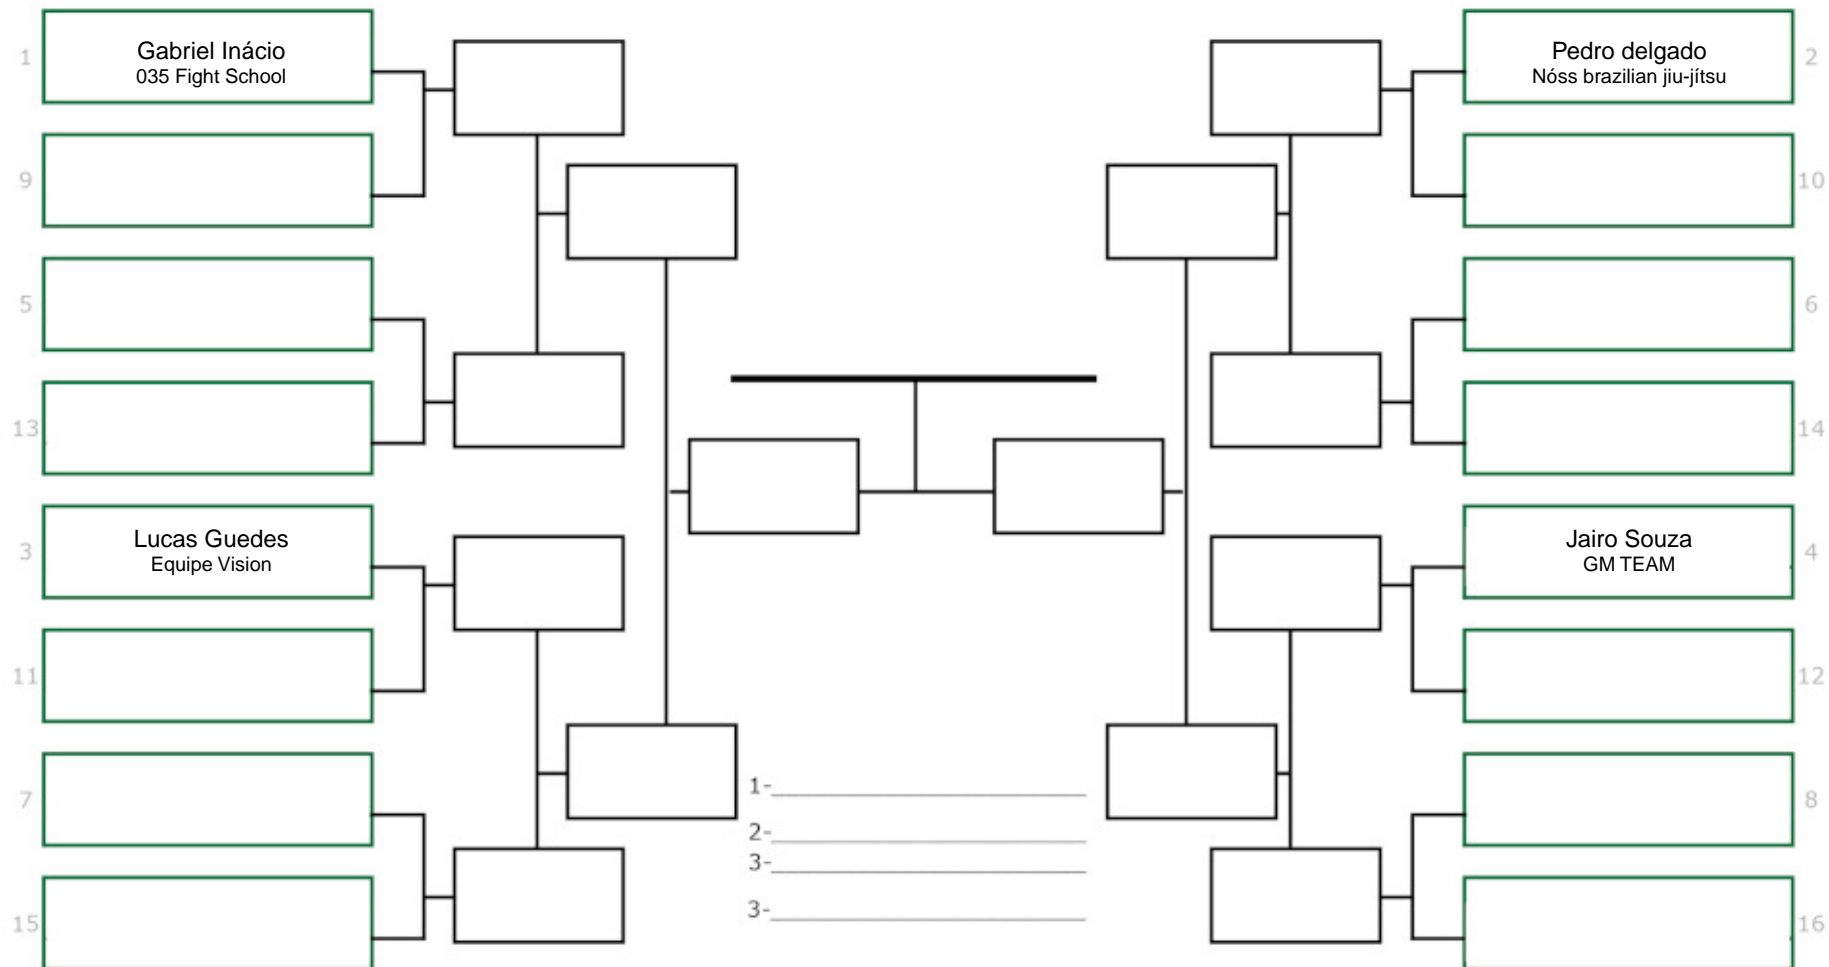 1
Gabriel Inácio
035 Fight School
9
5
13
3
Lucas Guedes
Equipe Vision
11
7
15
1-
2-
3-
3-
Pedro delgado
Nóss brazilian jiu-jítsu
2
10
6
14
Jairo Souza
GM TEAM
4
12
8
16